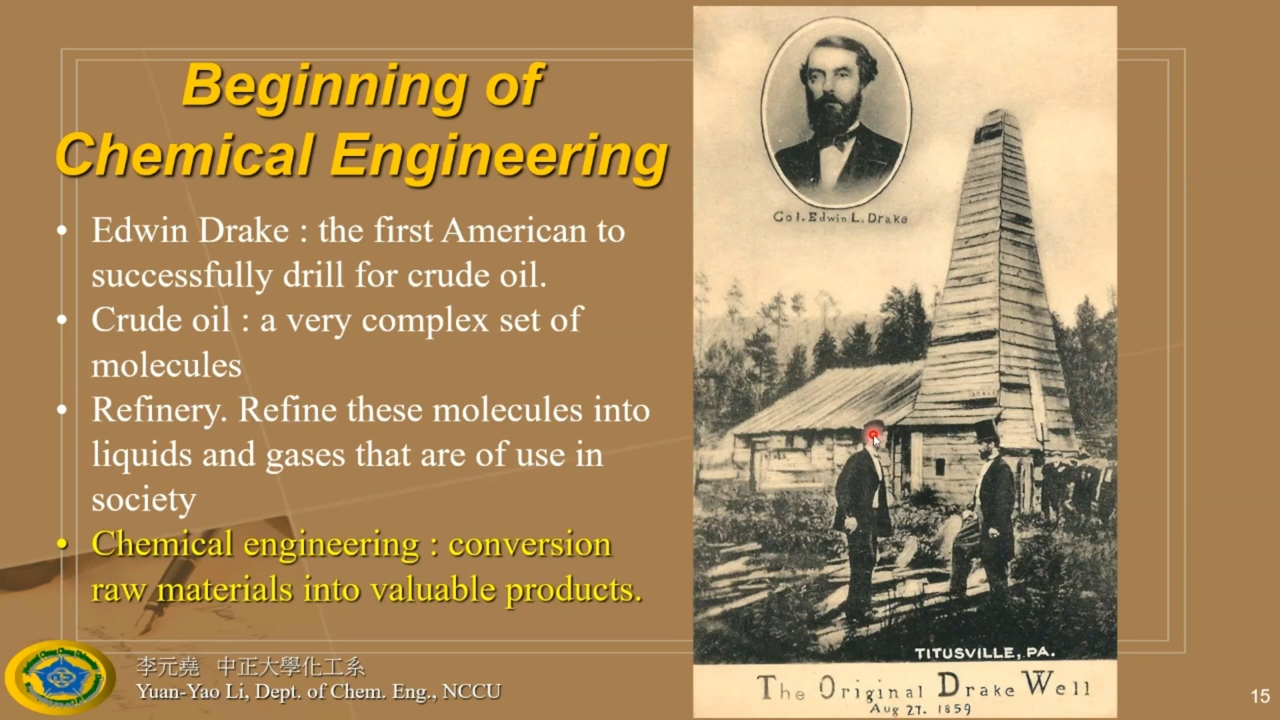 Beginning of
Chemical Engineering
• Edwin Drake : the first American to
successfully drill for crude oil.
• Crude oil : a very complex set of
molecules
• Refinery. Refine these molecules into
liquids and gases that are of use in
society
• Chemical engineering : conversion
raw materials into valuable products.
Col. Edwin L. Drake
TITUSVILLE, PA.
The Original Drake Well
Aug 27. 1859
李元堯 中正大學化工系
Yuan-Yao Li, Dept. of Chem. Eng., NCCU
15